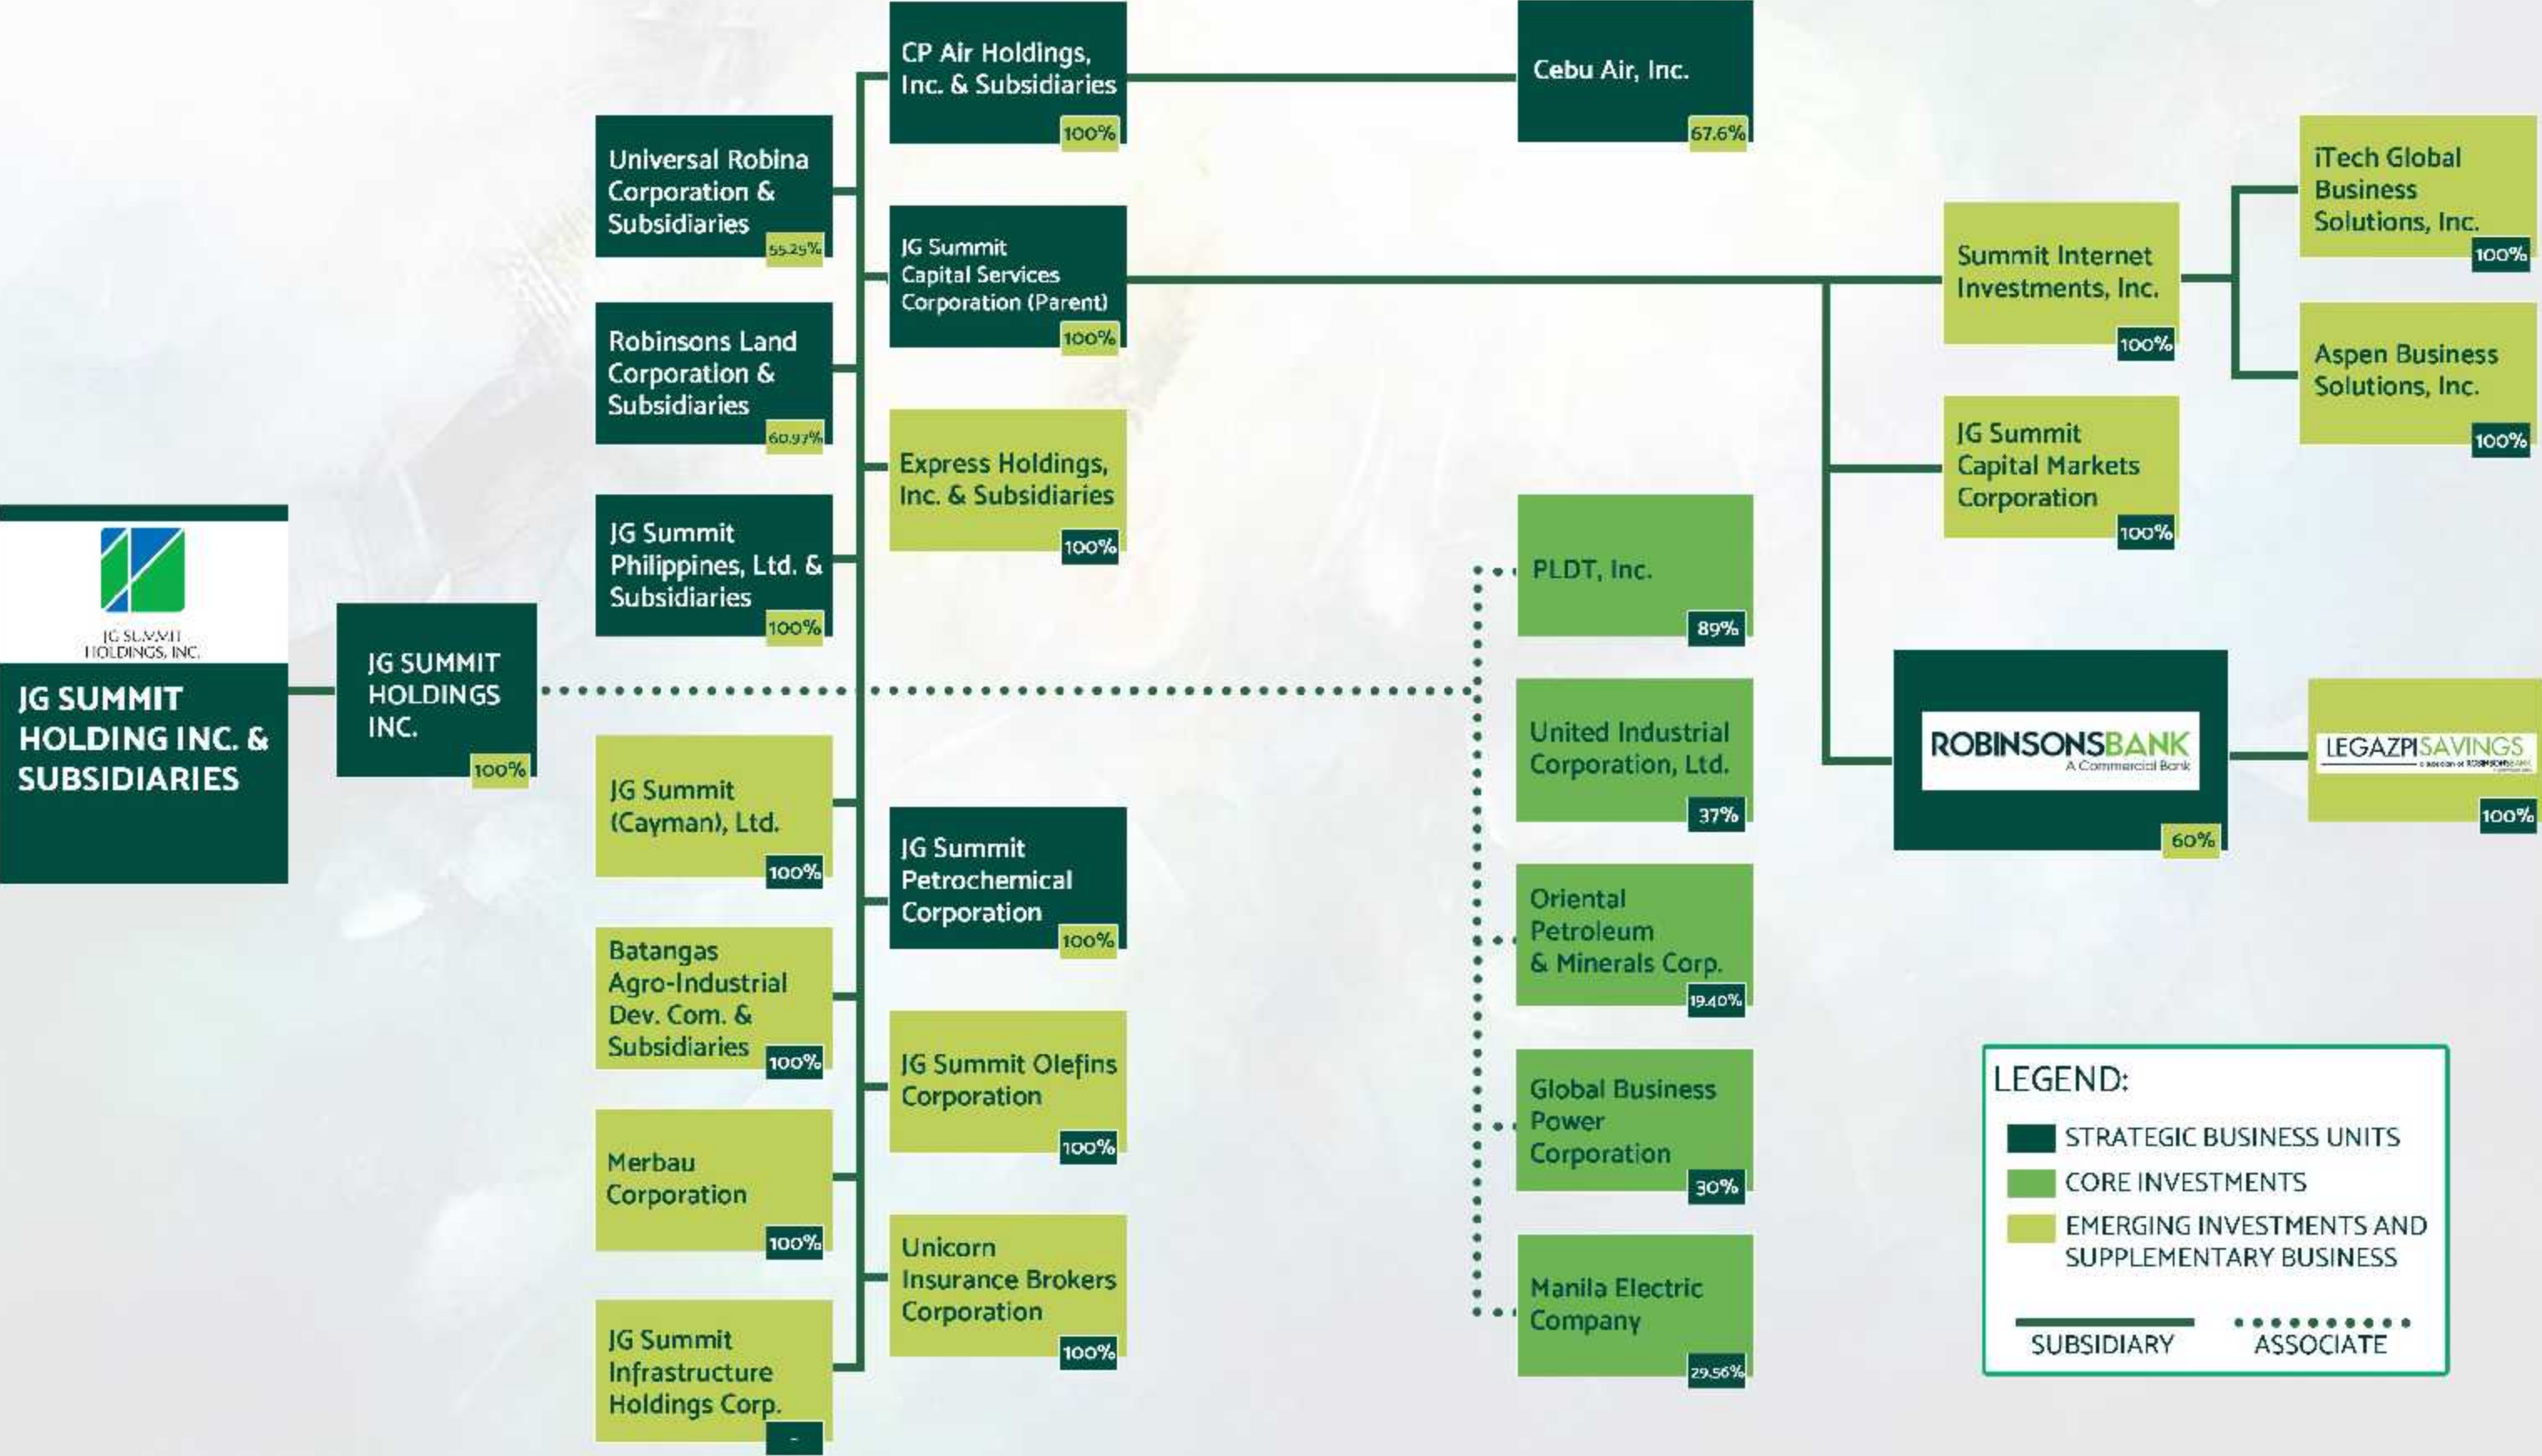 JG SUMMIT
HOLDINGS, INC.
JG SUMMIT
HOLDING INC. &
SUBSIDIARIES
JG SUMMIT
HOLDINGS
INC.
100%
Universal Robina
Corporation &
Subsidiaries
55.25%
Robinsons Land
Corporation &
Subsidiaries
60.97%
JG Summit
Philippines, Ltd. &
Subsidiaries
100%
JG Summit
(Cayman), Ltd.
100%
Batangas
Agro-Industrial
Dev. Com. &
Subsidiaries
100%
Merbau
Corporation
100%
JG Summit
Infrastructure
Holdings Corp.
-
CP Air Holdings,
Inc. & Subsidiaries
100%
JG Summit
Capital Services
Corporation (Parent)
100%
Express Holdings,
Inc. & Subsidiaries
100%
JG Summit
Petrochemical
Corporation
100%
JG Summit Olefins
Corporation
100%
Unicorn
Insurance Brokers
Corporation
100%
Cebu Air, Inc.
67.6%
PLDT, Inc.
89%
United Industrial
Corporation, Ltd.
37%
Oriental
Petroleum
& Minerals Corp.
19.40%
Global Business
Power
Corporation
30%
Manila Electric
Company
29.56%
Summit Internet
Investments, Inc.
100%
JG Summit
Capital Markets
Corporation
100%
ROBINSONSBANK
A Commercial Bank
60%
iTech Global
Business
Solutions, Inc.
100%
Aspen Business
Solutions, Inc.
100%
LEGAZPI SAVINGS
100%
LEGEND:
STRATEGIC BUSINESS UNITS
CORE INVESTMENTS
EMERGING INVESTMENTS AND
SUPPLEMENTARY BUSINESS
SUBSIDIARY
ASSOCIATE